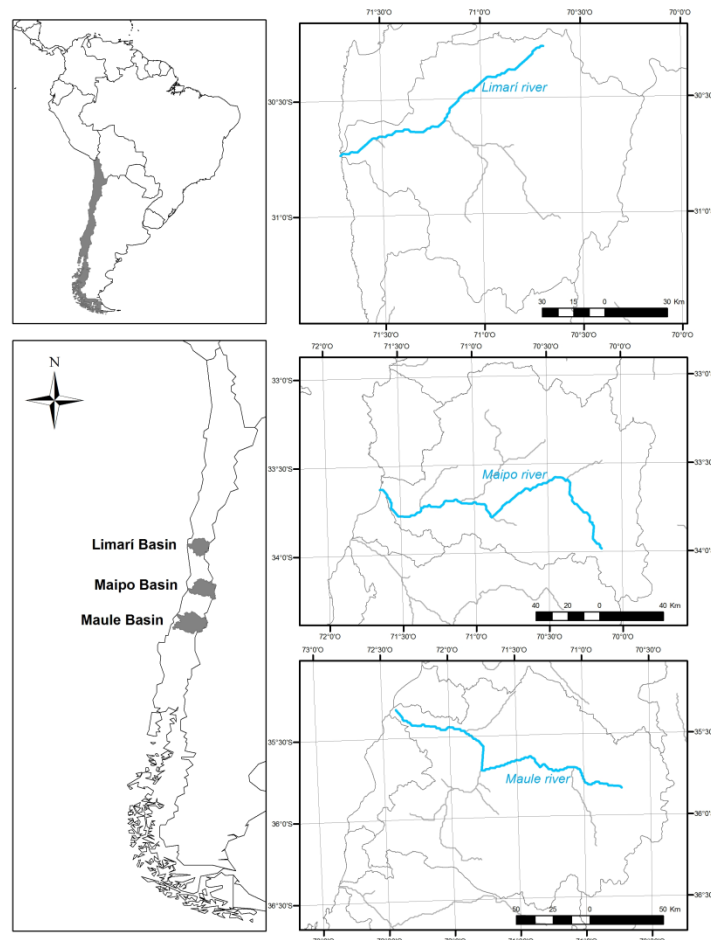 71°30'O 71°0'O 70°30'O 70°0'O
30°30'S
31°0'S
Limarí river
30°30'S
31°0'S
30 15 0 30 Km
71°30'O 71°0'O 70°30'O 70°0'O
N
Limarí Basin
Maipo Basin
Maule Basin
72°0'O 71°30'O 71°0'O 70°30'O 70°0'O
33°0'S
33°30'S
34°0'S
Maipo river
33°0'S
33°30'S
34°0'S
40 20 0 40 Km
72°0'O 71°30'O 71°0'O 70°30'O 70°0'O
73°0'O 72°30'O 72°0'O 71°30'O 71°0'O 70°30'O
35°30'S
36°0'S
36°30'S
Maule river
35°30'S
36°0'S
36°30'S
50 25 0 50 Km